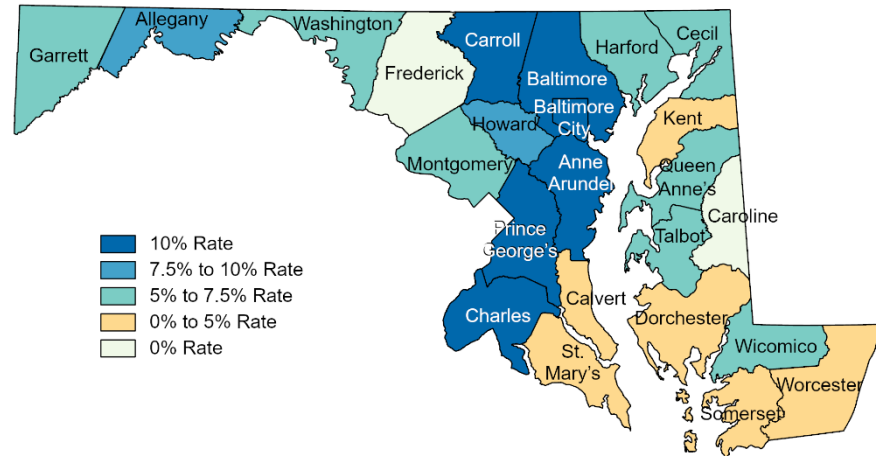 Garrett
Allegany
Washington
Frederick
Carroll
Baltimore
Baltimore
City
Harford
Cecil
Kent
Howard
Montgomery
Anne
Arundel
Queen
Anne's
Caroline
Talbot
Prince
George's
Charles
Calvert
St.
Mary's
Dorchester
Wicomico
Worcester
Somerset
10% Rate
7.5% to 10% Rate
5% to 7.5% Rate
0% to 5% Rate
0% Rate